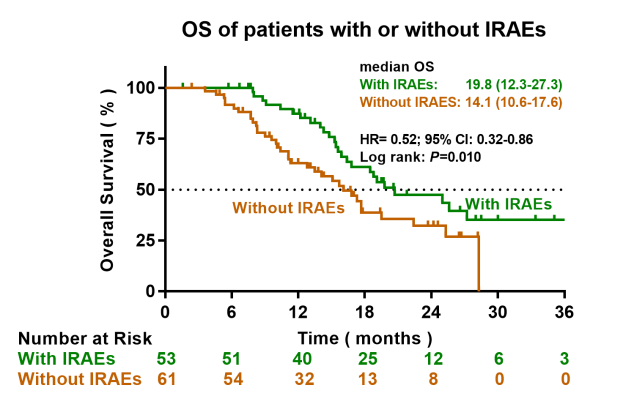 OS of patients with or without IRAEs
median OS
With IRAEs: 19.8 (12.3-27.3)
Without IRAES: 14.1 (10.6-17.6)
HR= 0.52; 95% CI: 0.32-0.86
Log rank: P=0.010
Overall Survival ( % )
100
75
50
25
0
Without IRAEs
With IRAEs
0 6 12 18 24 30 36
Time ( months )
Number at Risk
With IRAEs 53 51 40 25 12 6 3
Without IRAEs 61 54 32 13 8 0 0